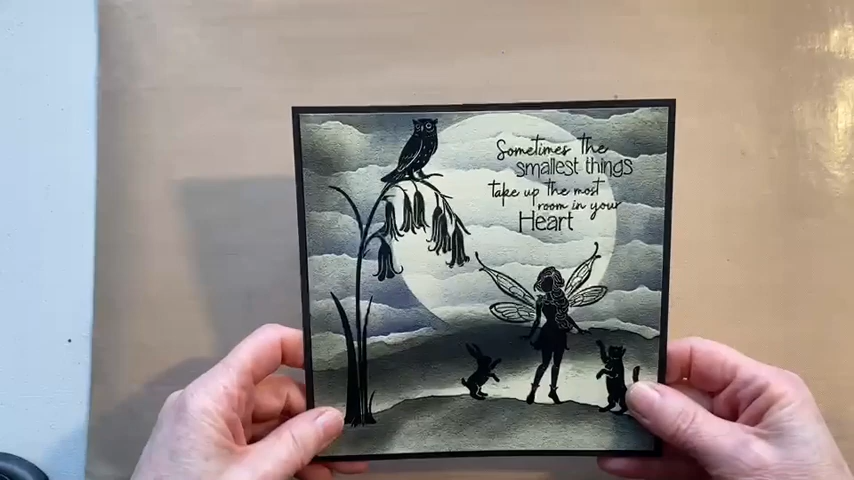 Sometimes the
smallest things
take up the most
room in your
Heart